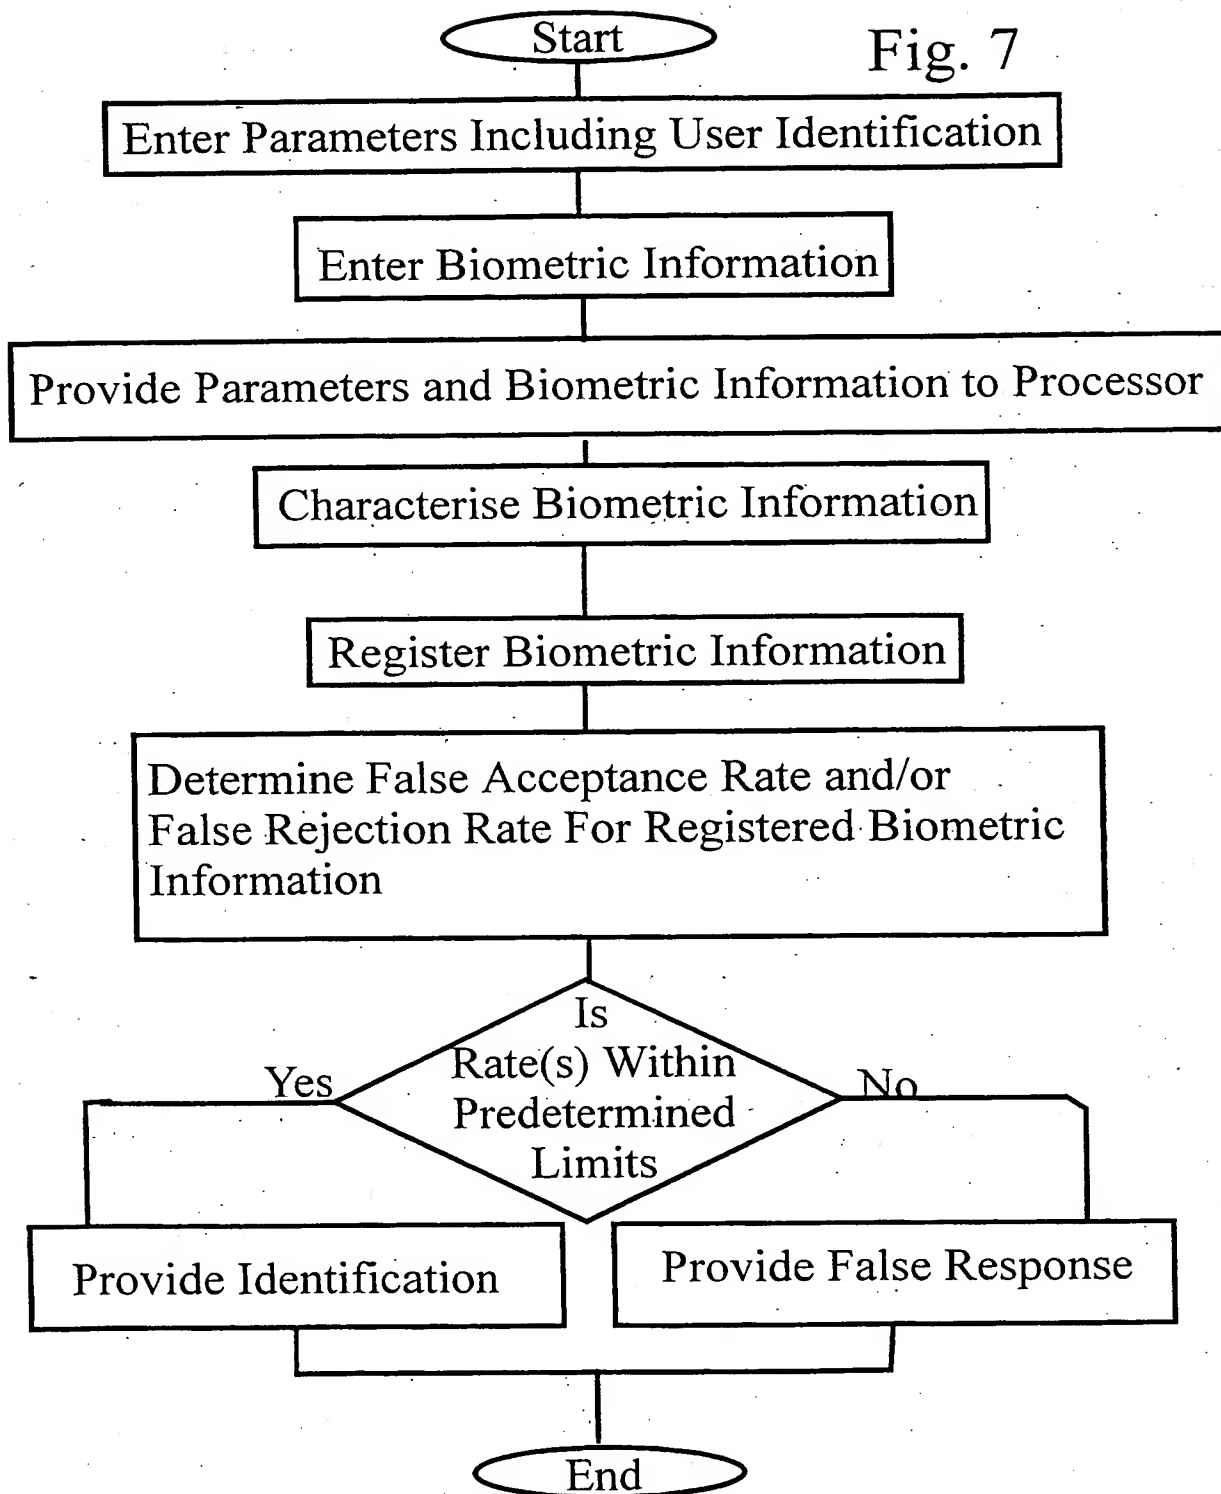 Start
Fig. 7
Enter Parameters Including User Identification
Enter Biometric Information
Provide Parameters and Biometric Information to Processor
Characterise Biometric Information
Register Biometric Information
Determine False Acceptance Rate and/or
False Rejection Rate For Registered Biometric
Information
Is
Rate(s) Within
Predetermined
Limits
Yes
No
Provide Identification
Provide False Response
End